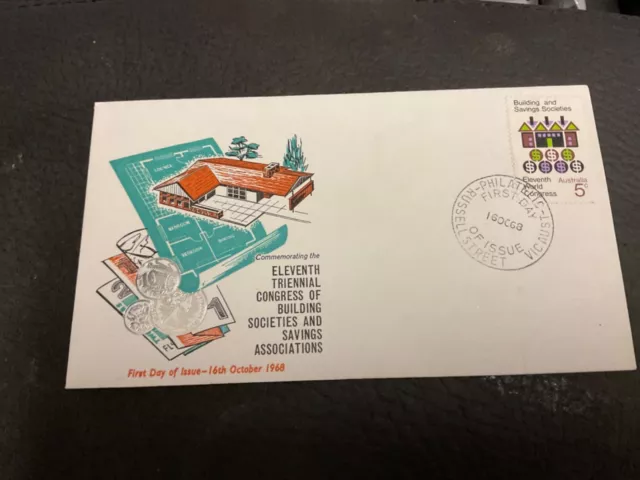 Building and
Savings Societies
$ $ $ $
$ $ $
Eleventh
World
Congress
Australia
5c
PHILATELIC
FIRST DAY
16OC68
OF ISSUE
RUSSELL STREET
VIC AUST
Commemorating the
ELEVENTH
TRIENNIAL
CONGRESS OF
BUILDING
SOCIETIES AND
SAVINGS
ASSOCIATIONS
First Day of Issue—16th October 1968